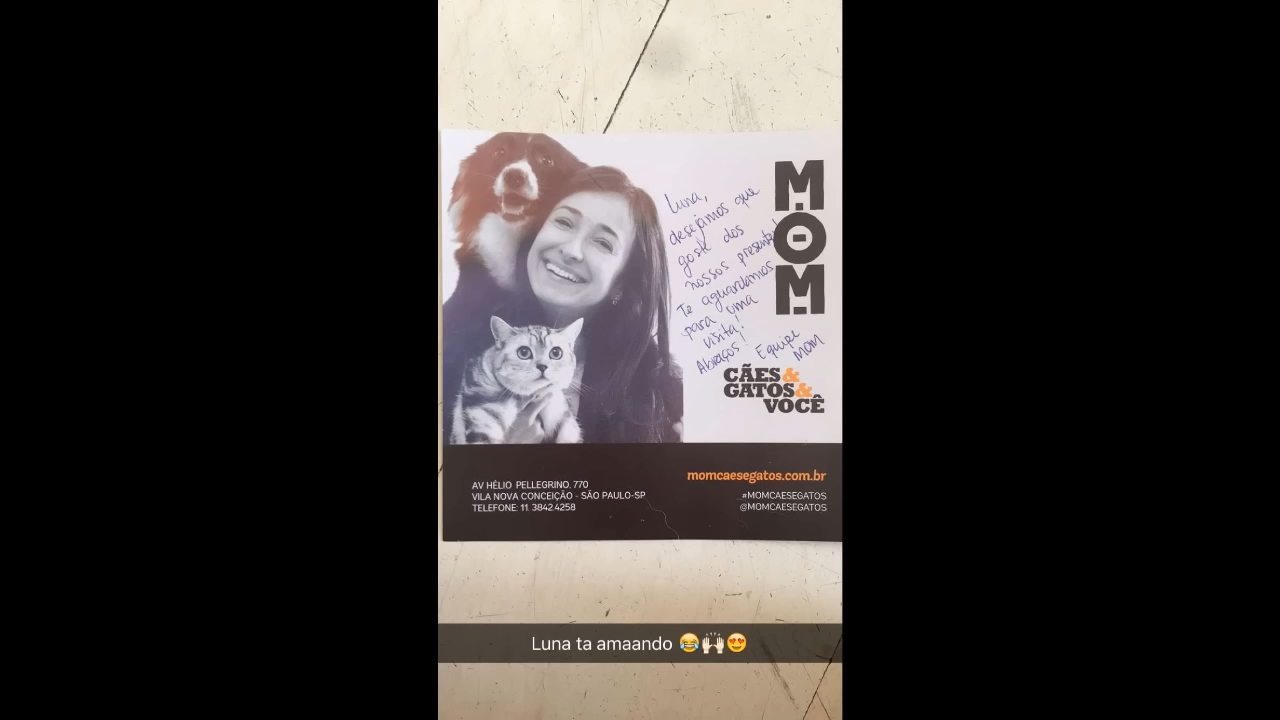 MOM
Luna,
desejamos que
goste dos
nossos presentes!
Te aguardamos
para uma
visita!
Abraços! Equipe
MOM
CÃES&
GATOS&
VOCÊ
momcaesegatos.com.br
AV HÉLIO PELLEGRINO, 770
VILA NOVA CONCEIÇÃO - SÃO PAULO-SP
TELEFONE: 11 3842.4258
#MOMCAESEGATOS
@MOMCAESEGATOS
Luna ta amaando 😂🙌🏻😍